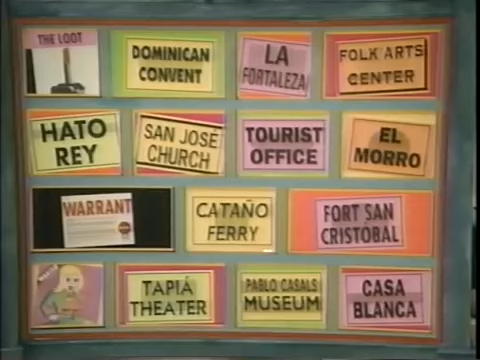 THE LOOT
DOMINICAN
CONVENT
LA
FORTALEZA
FOLK ARTS
CENTER
HATO
REY
SAN JOSÉ
CHURCH
TOURIST
OFFICE
EL
MORRO
WARRANT
CATAÑO
FERRY
FORT SAN
CRISTOBAL
TAPIÁ
THEATER
PABLO CASALS
MUSEUM
CASA
BLANCA